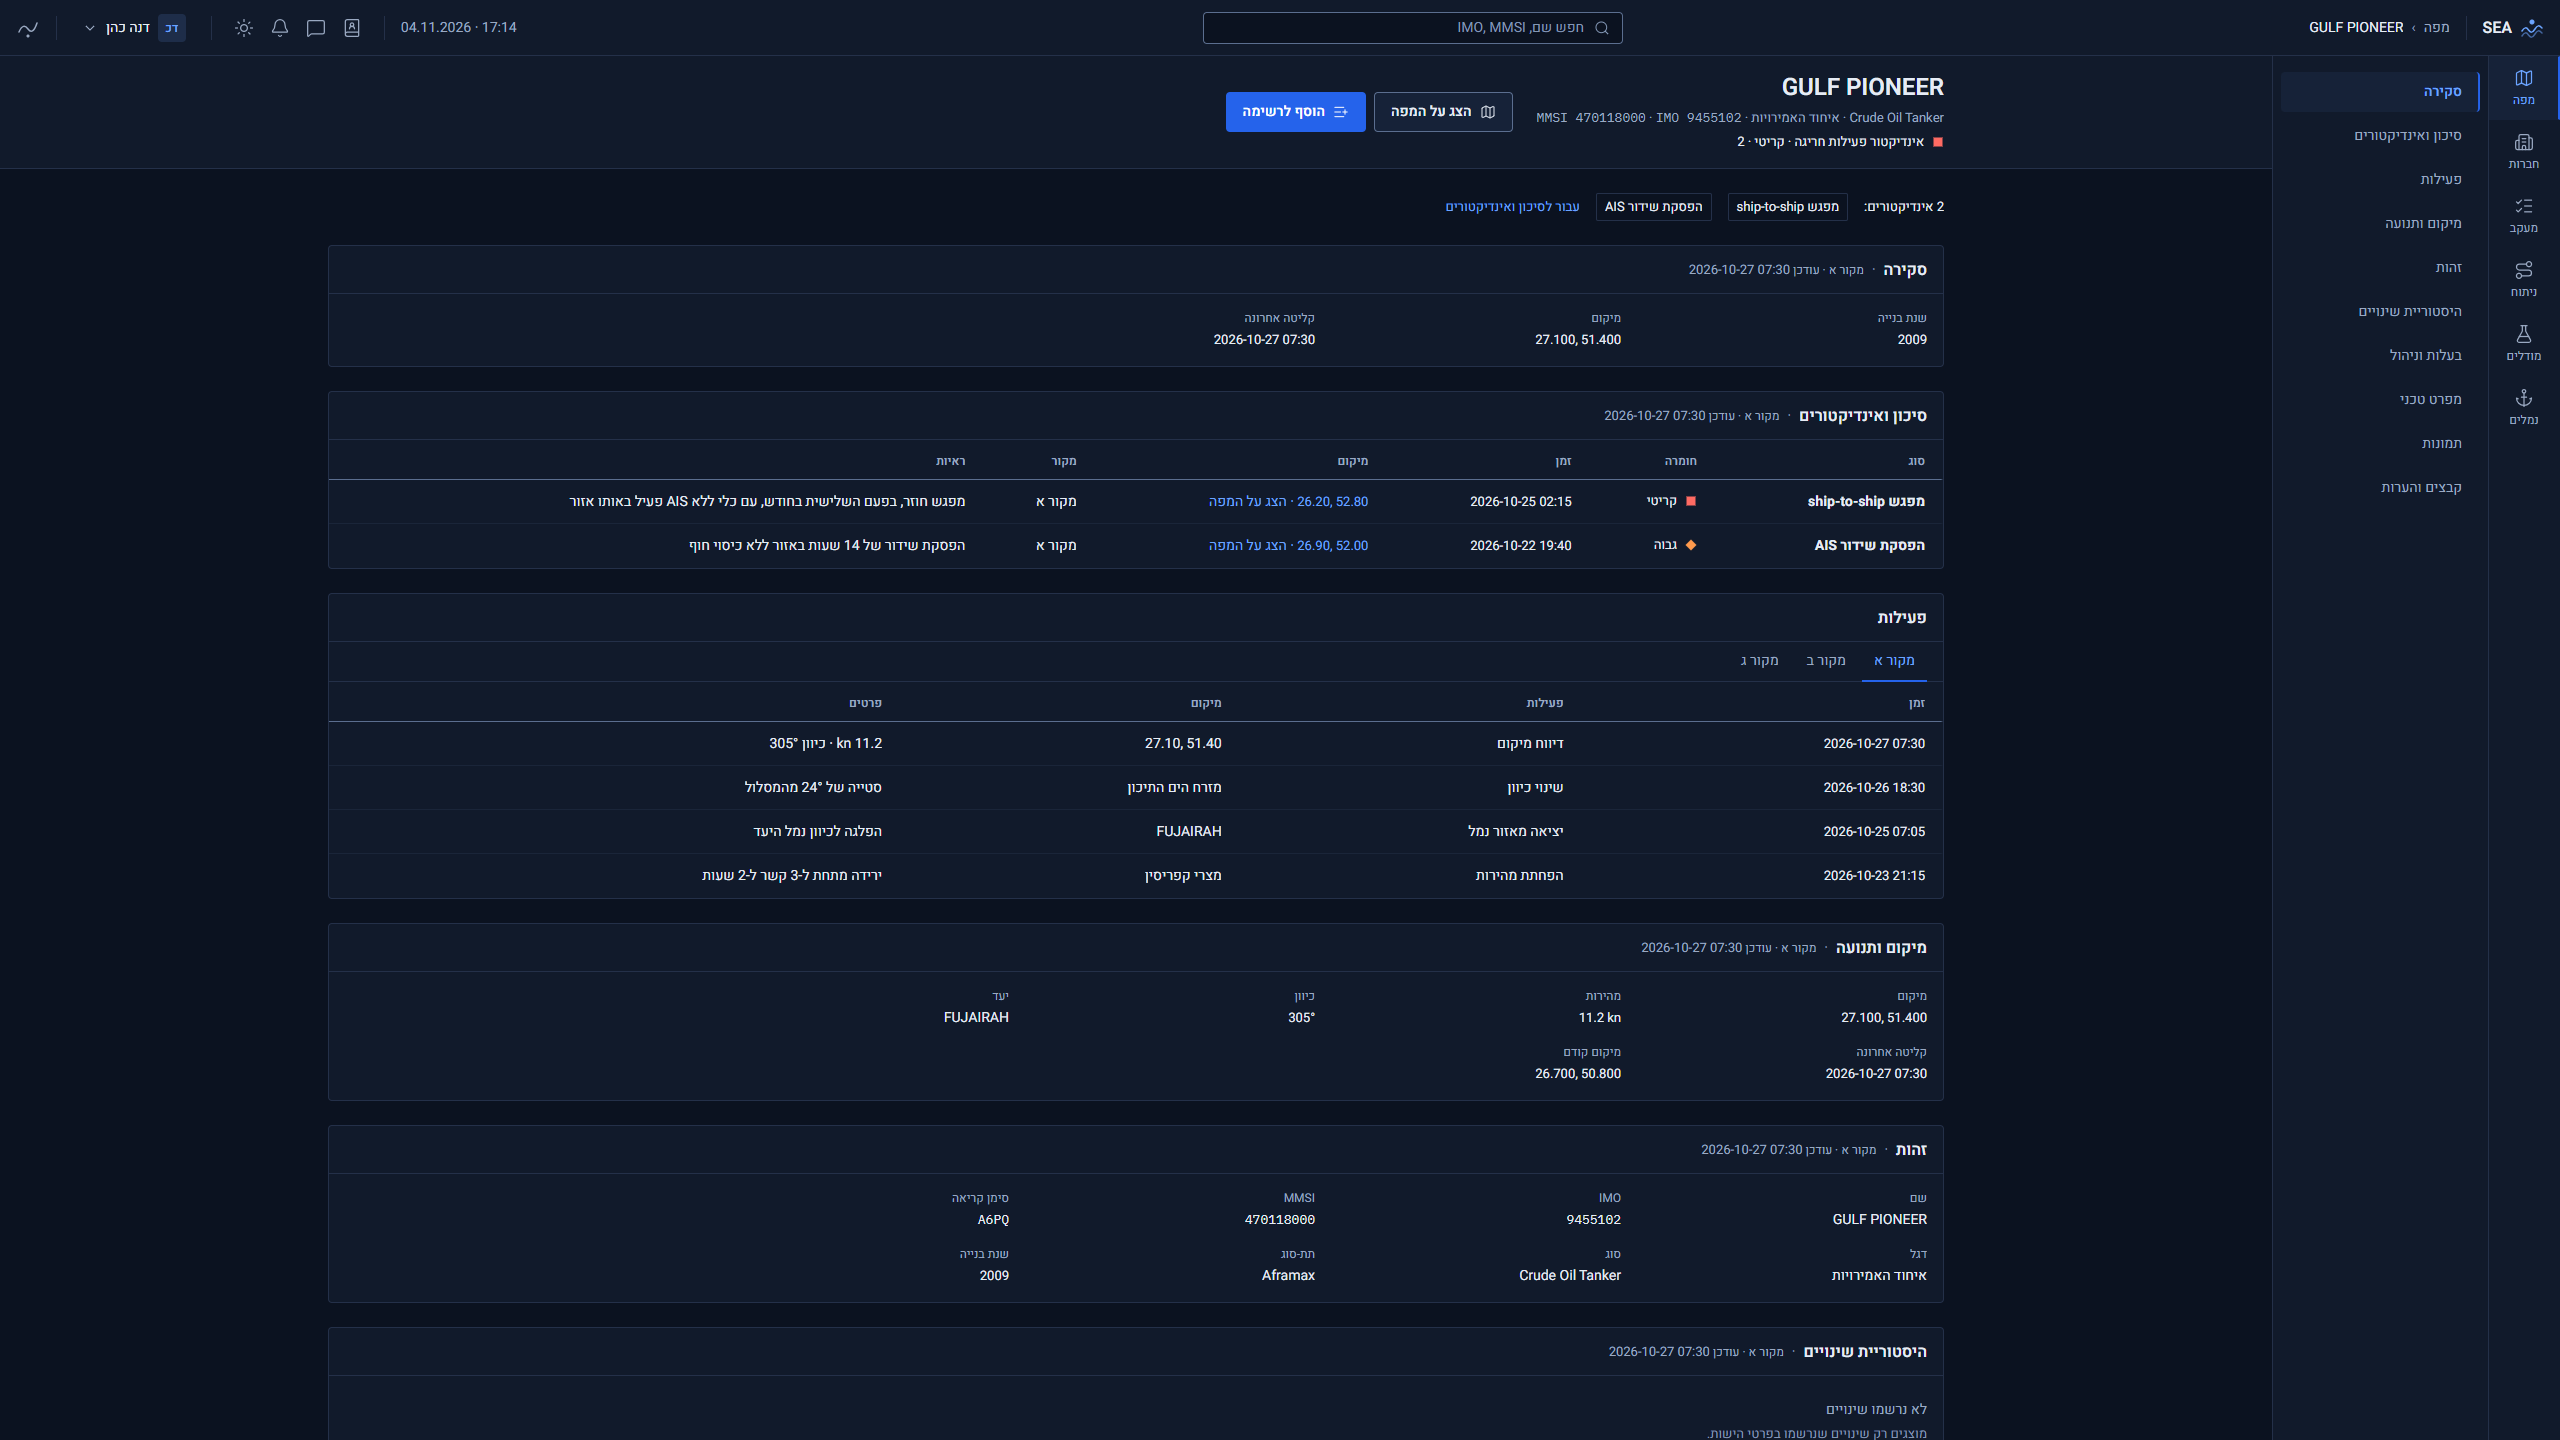 SEA
מפה › GULF PIONEER
חפש שם, IMO, MMSI
04.11.2026 · 17:14
דכ דנה כהן
מפה
חברות
מעקב
ניתוח
מודלים
נמלים
סקירה
סיכון ואינדיקטורים
פעילות
מיקום ותנועה
זהות
היסטוריית שינויים
בעלות וניהול
מפרט טכני
תמונות
קבצים והערות
GULF PIONEER
Crude Oil Tanker · איחוד האמירויות · IMO 9455102 · MMSI 470118000
אינדיקטור פעילות חריגה · קריטי · 2
הצג על המפה
הוסף לרשימה
2 אינדיקטורים: מפגש ship-to-ship הפסקת שידור AIS עבור לסיכון ואינדיקטורים
סקירה · מקור א · עודכן 2026-10-27 07:30
שנת בנייה מיקום קליטה אחרונה
2009 27.100, 51.400 2026-10-27 07:30
סיכון ואינדיקטורים · מקור א · עודכן 2026-10-27 07:30
סוג חומרה זמן מיקום מקור ראיות
מפגש ship-to-ship קריטי 2026-10-25 02:15 26.20, 52.80 · הצג על המפה מקור א מפגש חוזר, בפעם השלישית בחודש, עם כלי ללא AIS פעיל באותו אזור
הפסקת שידור AIS גבוה 2026-10-22 19:40 26.90, 52.00 · הצג על המפה מקור א הפסקת שידור של 14 שעות באזור ללא כיסוי חוף
פעילות
מקור א מקור ב מקור ג
זמן פעילות מיקום פרטים
2026-10-27 07:30 דיווח מיקום 27.10, 51.40 11.2 kn · כיוון 305°
2026-10-26 18:30 שינוי כיוון מזרח הים התיכון סטייה של 24° מהמסלול
2026-10-25 07:05 יציאה מאזור נמל FUJAIRAH הפלגה לכיוון נמל היעד
2026-10-23 21:15 הפחתת מהירות מצרי קפריסין ירידה מתחת ל-3 קשר ל-2 שעות
מיקום ותנועה · מקור א · עודכן 2026-10-27 07:30
מיקום מהירות כיוון יעד
27.100, 51.400 11.2 kn 305° FUJAIRAH
קליטה אחרונה מיקום קודם
2026-10-27 07:30 26.700, 50.800
זהות · מקור א · עודכן 2026-10-27 07:30
שם IMO MMSI סימן קריאה
GULF PIONEER 9455102 470118000 A6PQ
דגל סוג תת-סוג שנת בנייה
איחוד האמירויות Crude Oil Tanker Aframax 2009
היסטוריית שינויים · מקור א · עודכן 2026-10-27 07:30
לא נרשמו שינויים
מוצגים רק שינויים שנרשמו בפרטי הישות.